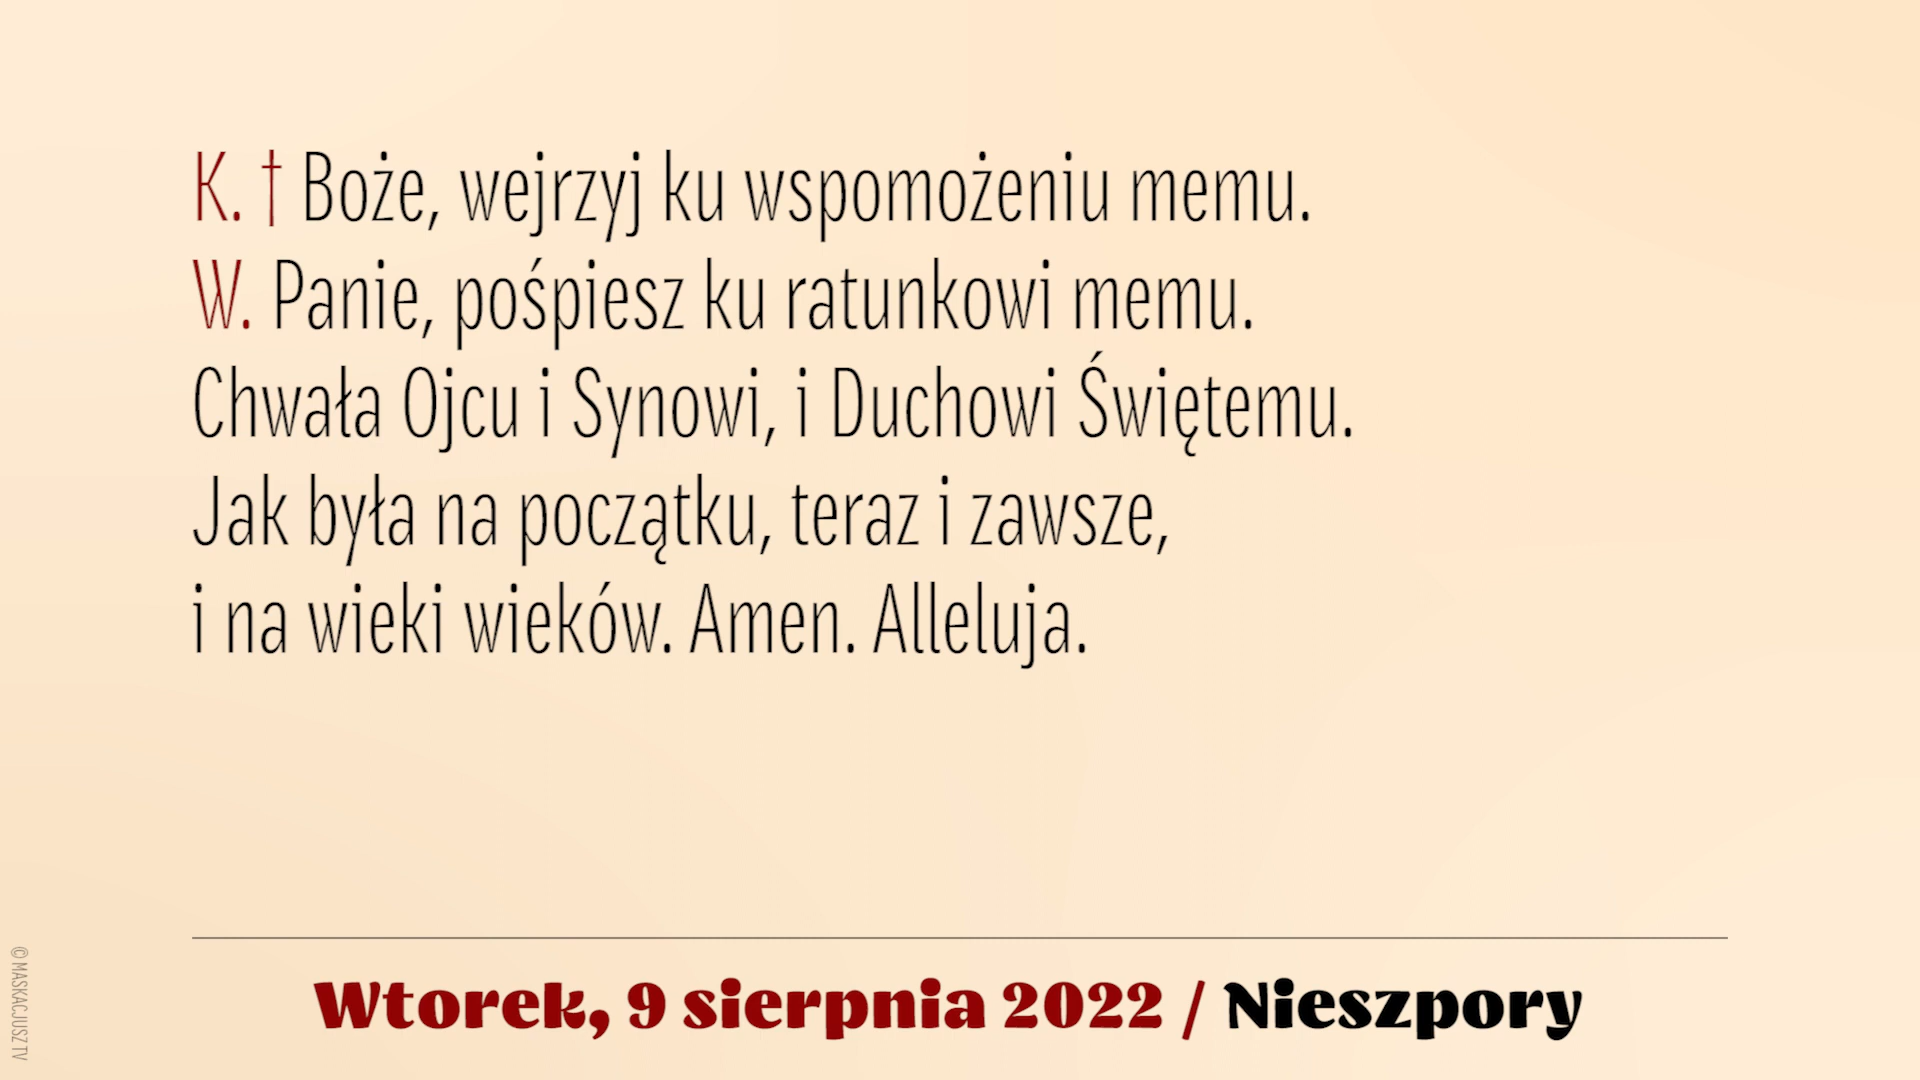 K. † Boże, wejrzyj ku wspomożeniu memu.
W. Panie, pośpiesz ku ratunkowi memu.
Chwała Ojcu i Synowi, i Duchowi Świętemu.
Jak była na początku, teraz i zawsze,
i na wieki wieków. Amen. Alleluja.
Wtorek, 9 sierpnia 2022 / Nieszpory
© MASKACJUSZ TV